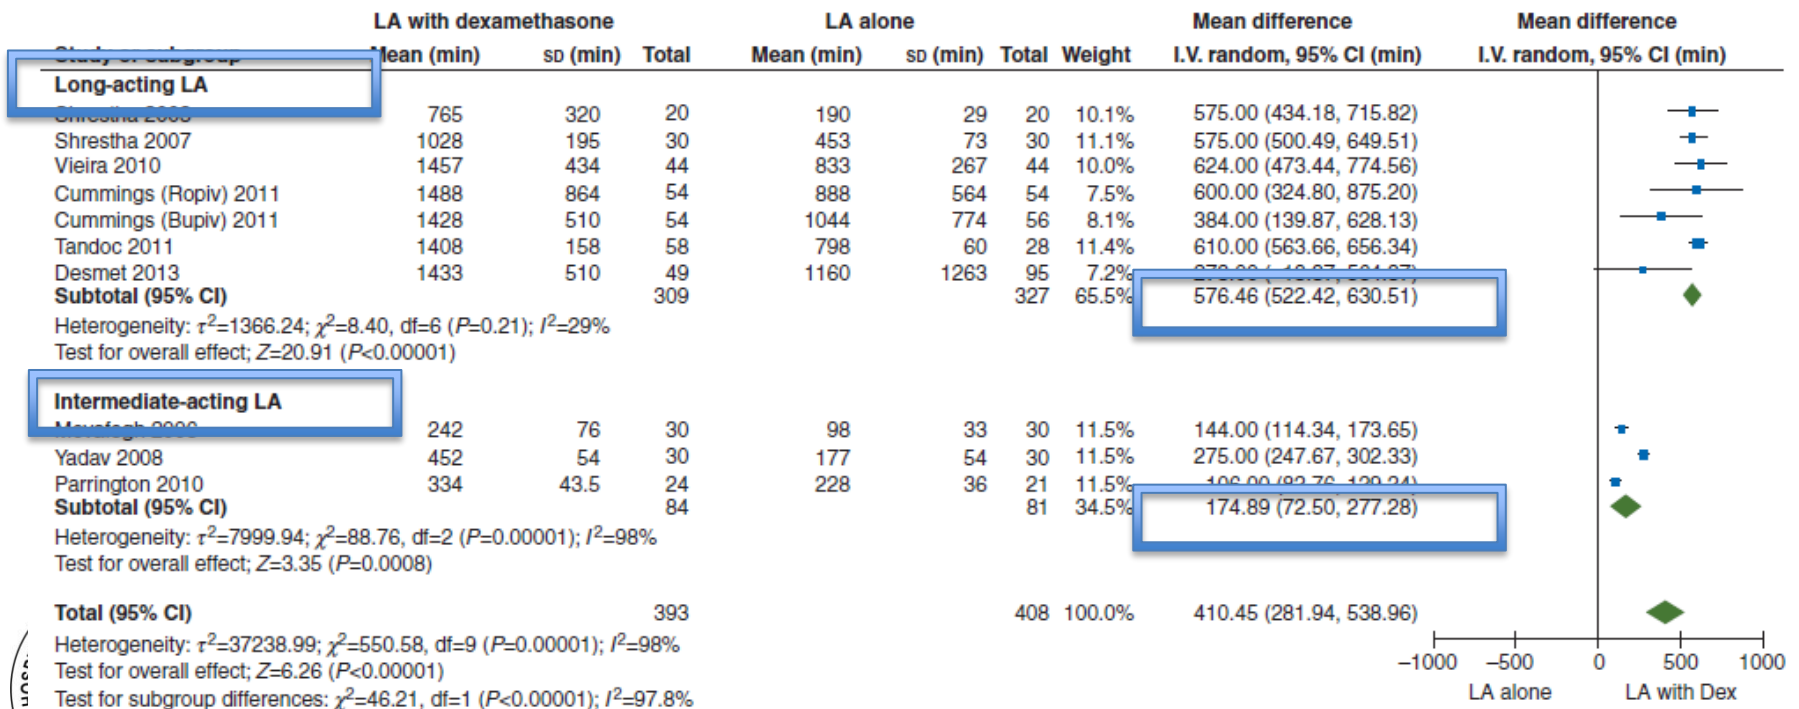 LA with dexamethasone LA alone Mean difference Mean difference
Study or subgroup Mean (min) SD (min) Total Mean (min) SD (min) Total Weight I.V. random, 95% CI (min) I.V. random, 95% CI (min)
Long-acting LA
Shrestha 765 320 20 190 29 20 10.1% 575.00 (434.18, 715.82)
Shrestha 2007 1028 195 30 453 73 30 11.1% 575.00 (500.49, 649.51)
Vieira 2010 1457 434 44 833 267 44 10.0% 624.00 (473.44, 774.56)
Cummings (Ropiv) 2011 1488 864 54 888 564 54 7.5% 600.00 (324.80, 875.20)
Cummings (Bupiv) 2011 1428 510 54 1044 774 56 8.1% 384.00 (139.87, 628.13)
Tandoc 2011 1408 158 58 798 60 28 11.4% 610.00 (563.66, 656.34)
Desmet 2013 1433 510 49 1160 1263 95 7.2%
Subtotal (95% CI) 309 327 65.5% 576.46 (522.42, 630.51)
Heterogeneity: τ²=1366.24; χ²=8.40, df=6 (P=0.21); I²=29%
Test for overall effect; Z=20.91 (P<0.00001)
Intermediate-acting LA
242 76 30 98 33 30 11.5% 144.00 (114.34, 173.65)
Yadav 2008 452 54 30 177 54 30 11.5% 275.00 (247.67, 302.33)
Parrington 2010 334 43.5 24 228 36 21 11.5% 106.00 (82.76, 129.24)
Subtotal (95% CI) 84 81 34.5% 174.89 (72.50, 277.28)
Heterogeneity: τ²=7999.94; χ²=88.76, df=2 (P=0.00001); I²=98%
Test for overall effect; Z=3.35 (P=0.0008)
Total (95% CI) 393 408 100.0% 410.45 (281.94, 538.96)
Heterogeneity: τ²=37238.99; χ²=550.58, df=9 (P=0.00001); I²=98%
Test for overall effect; Z=6.26 (P<0.00001)
Test for subgroup differences: χ²=46.21, df=1 (P<0.00001); I²=97.8%
−1000 −500 0 500 1000
LA alone LA with Dex